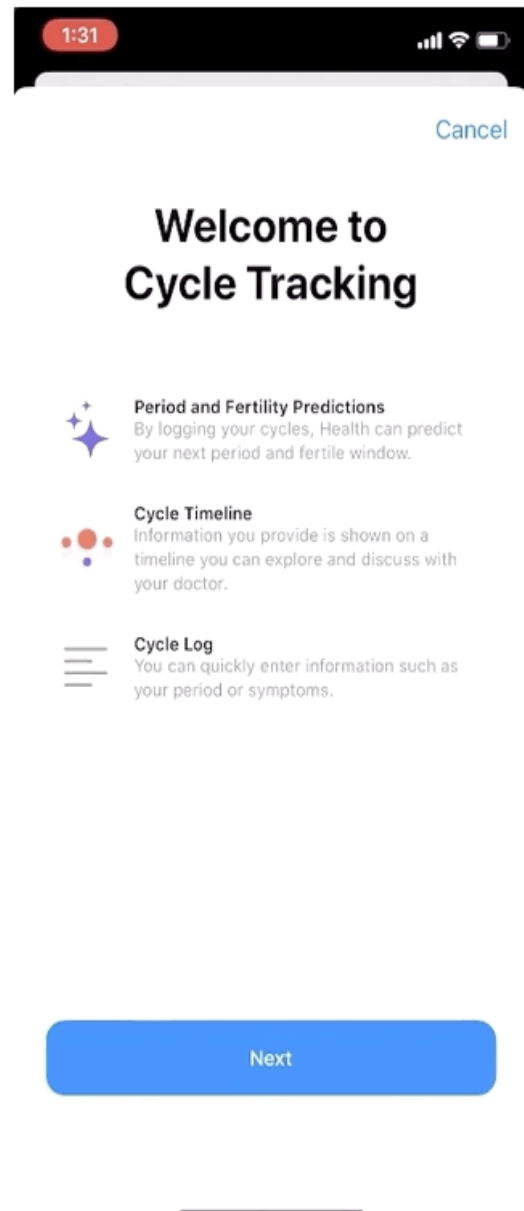 1:31
Cancel
Welcome to
Cycle Tracking
Period and Fertility Predictions
By logging your cycles, Health can predict
your next period and fertile window.
Cycle Timeline
Information you provide is shown on a
timeline you can explore and discuss with
your doctor.
Cycle Log
You can quickly enter information such as
your period or symptoms.
Next